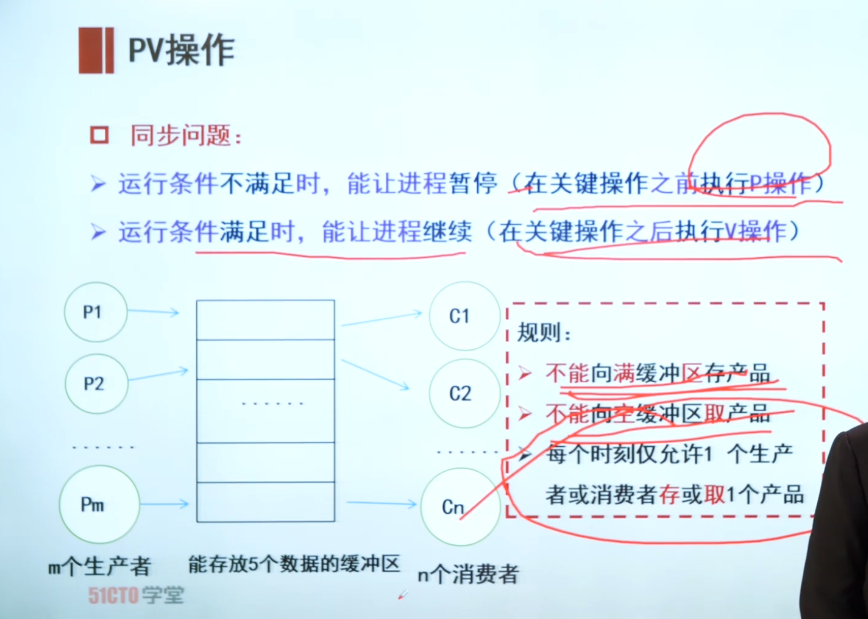 PV操作
同步问题：
运行条件不满足时，能让进程暂停（在关键操作之前执行P操作）
运行条件满足时，能让进程继续（在关键操作之后执行V操作）
P1
P2
······
Pm
m个生产者
······
能存放5个数据的缓冲区
C1
C2
······
Cn
n个消费者
规则：
不能向满缓冲区存产品
不能向空缓冲区取产品
每个时刻仅允许1 个生产
者或消费者存或取1个产品
51CTO学堂